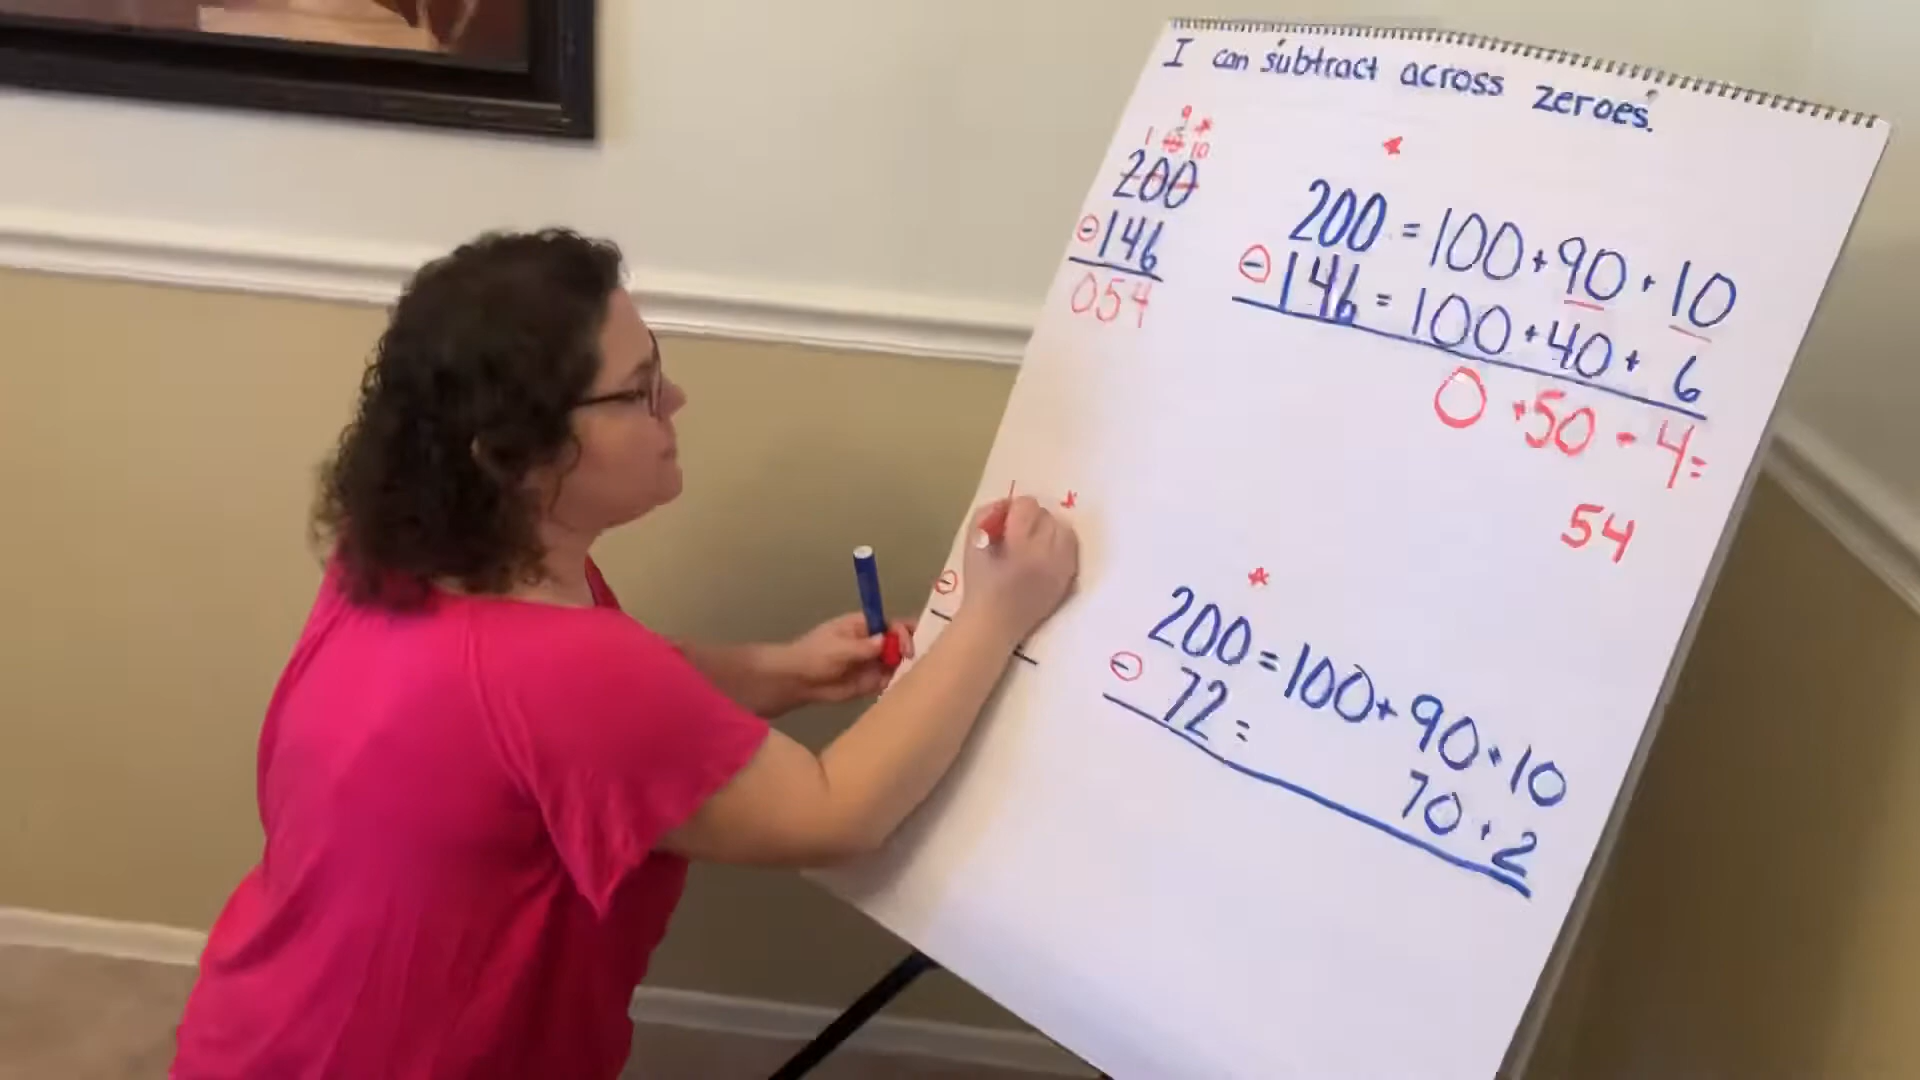 I can subtract across zeroes.
9 *
1 10 10
200
⊖146
054
*
200 = 100 + 90 + 10
⊖146 = 100 + 40 + 6
0 + 50 - 4 =
54
*
⊖
*
200 = 100 + 90 + 10
⊖ 72 =
70 + 2